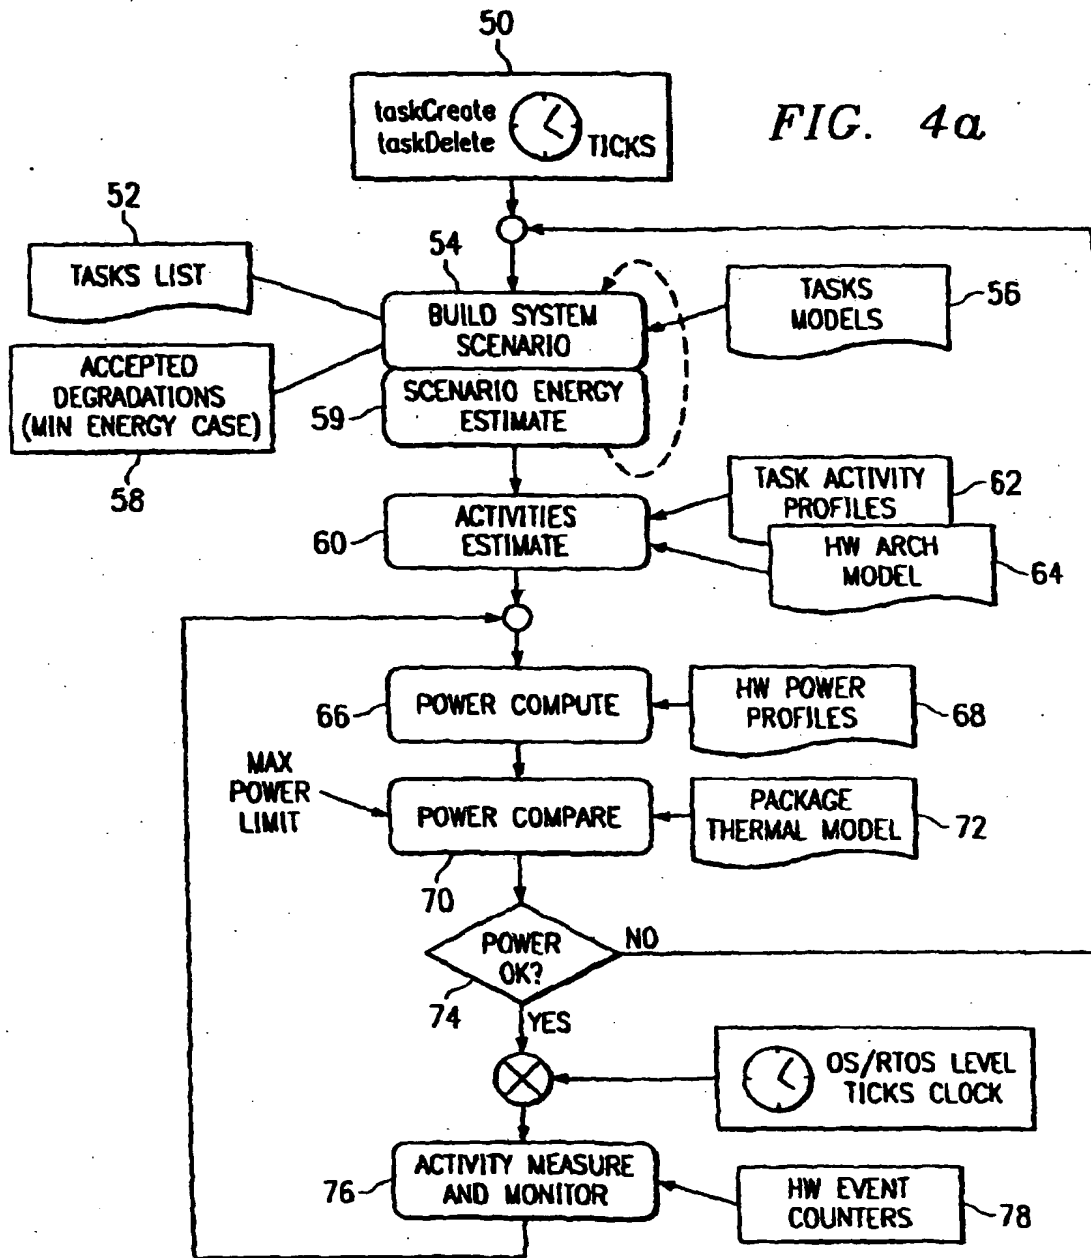 50
taskCreate
taskDelete
TICKS
FIG. 4a
52
TASKS LIST
54
BUILD SYSTEM
SCENARIO
TASKS
MODELS
56
ACCEPTED
DEGRADATIONS
(MIN ENERGY CASE)
58
59
SCENARIO ENERGY
ESTIMATE
60
ACTIVITIES
ESTIMATE
TASK ACTIVITY
PROFILES
62
HW ARCH
MODEL
64
66
POWER COMPUTE
HW POWER
PROFILES
68
MAX
POWER
LIMIT
POWER COMPARE
70
PACKAGE
THERMAL MODEL
72
POWER
OK?
74
NO
YES
OS/RTOS LEVEL
TICKS CLOCK
76
ACTIVITY MEASURE
AND MONITOR
HW EVENT
COUNTERS
78